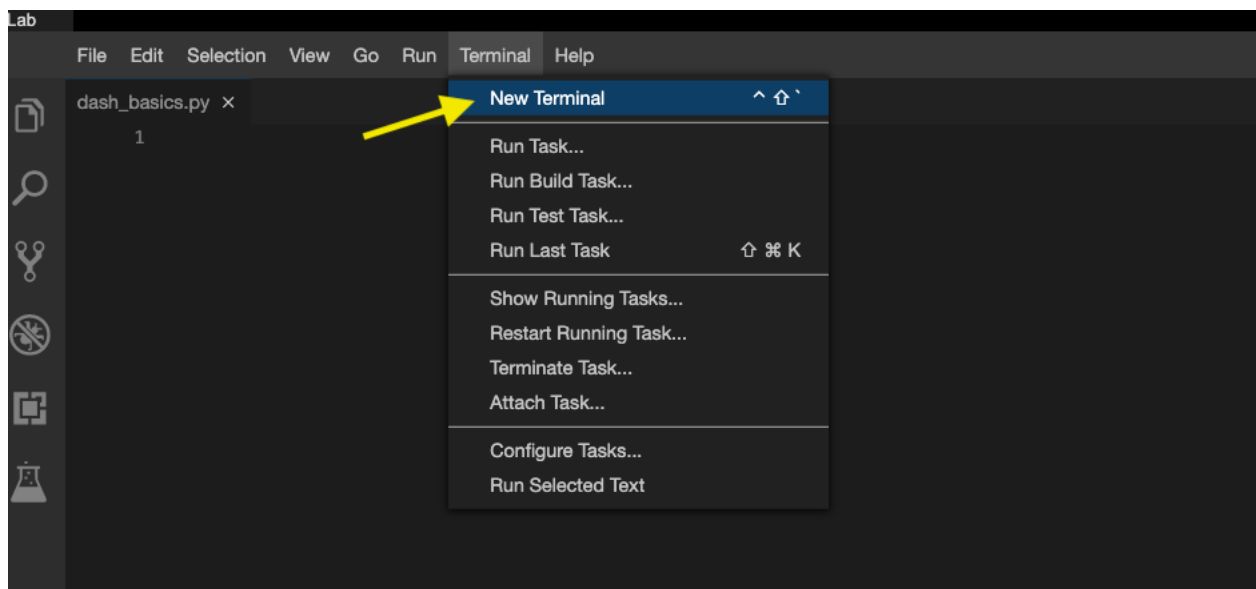 Lab
File Edit Selection View Go Run Terminal Help
dash_basics.py ×
1
New Terminal ^ ⇧ `
Run Task...
Run Build Task...
Run Test Task...
Run Last Task ⇧ ⌘ K
Show Running Tasks...
Restart Running Task...
Terminate Task...
Attach Task...
Configure Tasks...
Run Selected Text